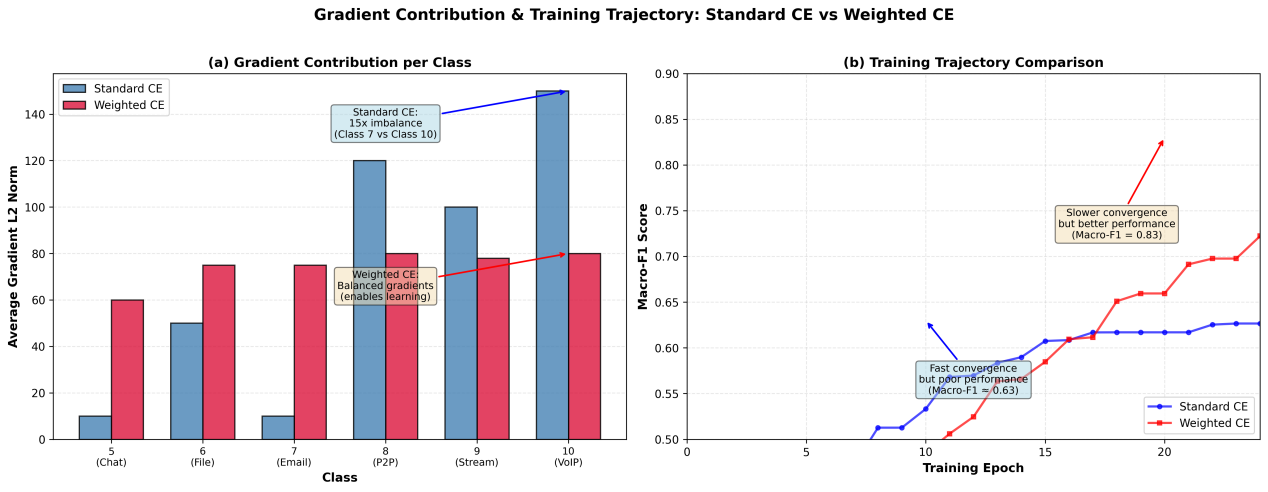 Gradient Contribution & Training Trajectory: Standard CE vs Weighted CE
(a) Gradient Contribution per Class
Standard CE
Weighted CE
Standard CE:
15x imbalance
(Class 7 vs Class 10)
Weighted CE:
Balanced gradients
(enables learning)
Average Gradient L2 Norm
140
120
100
80
60
40
20
0
5 6 7 8 9 10
(Chat) (File) (Email) (P2P) (Stream) (VoIP)
Class
(b) Training Trajectory Comparison
Macro-F1 Score
0.90
0.85
0.80
0.75
0.70
0.65
0.60
0.55
0.50
Slower convergence
but better performance
(Macro-F1 = 0.83)
Fast convergence
but poor performance
(Macro-F1 = 0.63)
Standard CE
Weighted CE
0 5 10 15 20
Training Epoch